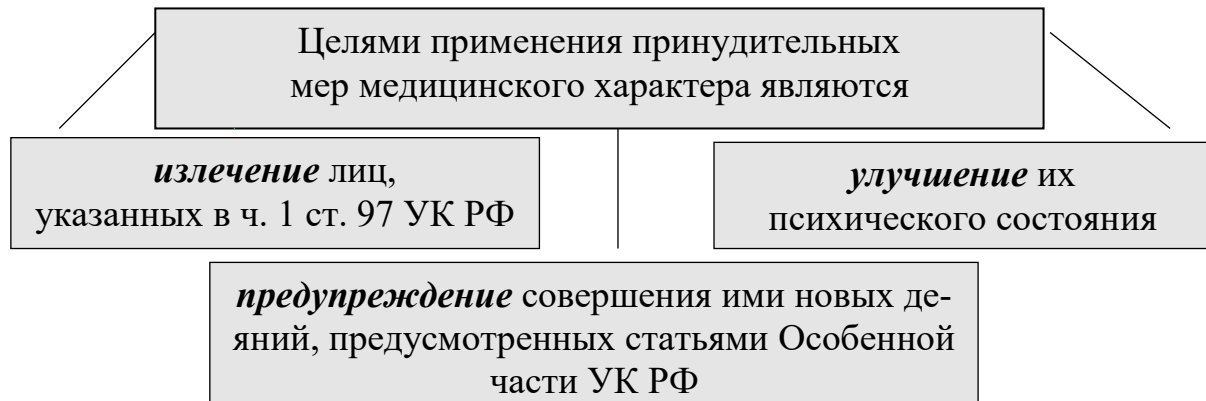 Целями применения принудительных
мер медицинского характера являются
излечение лиц,
указанных в ч. 1 ст. 97 УК РФ
улучшение их
психического состояния
предупреждение совершения ими новых де-
яний, предусмотренных статьями Особенной
части УК РФ